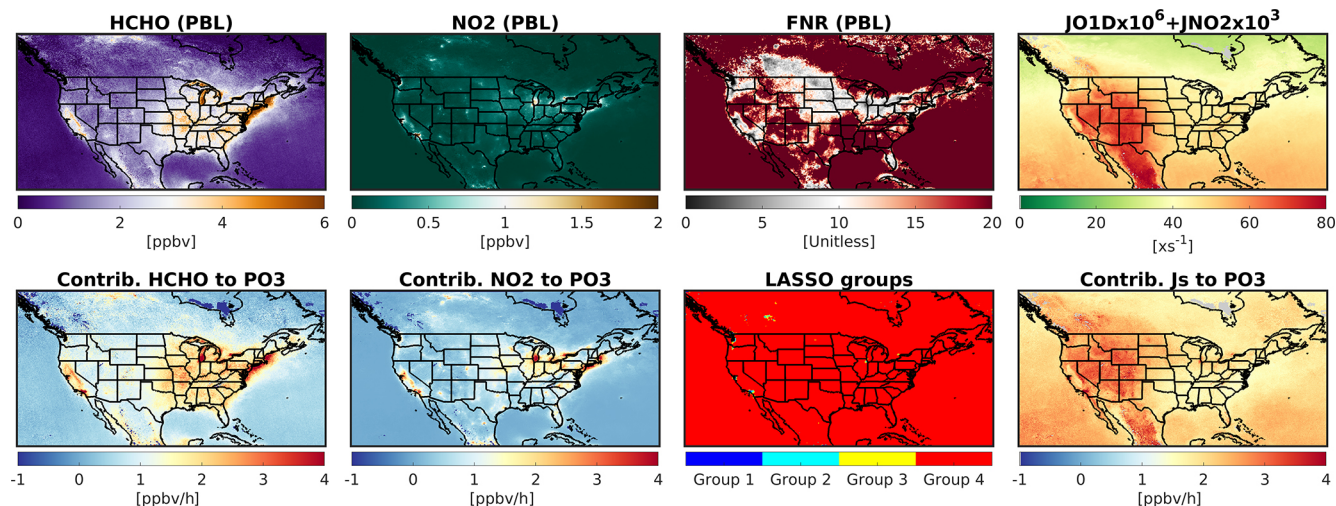 HCHO (PBL)
NO2 (PBL)
FNR (PBL)
JO1Dx10^6+JNO2x10^3
0 2 4 6
[ppbv]
0 0.5 1 1.5 2
[ppbv]
0 5 10 15 20
[Unitless]
0 20 40 60 80
[xs^-1]
Contrib. HCHO to PO3
Contrib. NO2 to PO3
LASSO groups
Contrib. Js to PO3
-1 0 1 2 3 4
[ppbv/h]
-1 0 1 2 3 4
[ppbv/h]
Group 1 Group 2 Group 3 Group 4
-1 0 1 2 3 4
[ppbv/h]